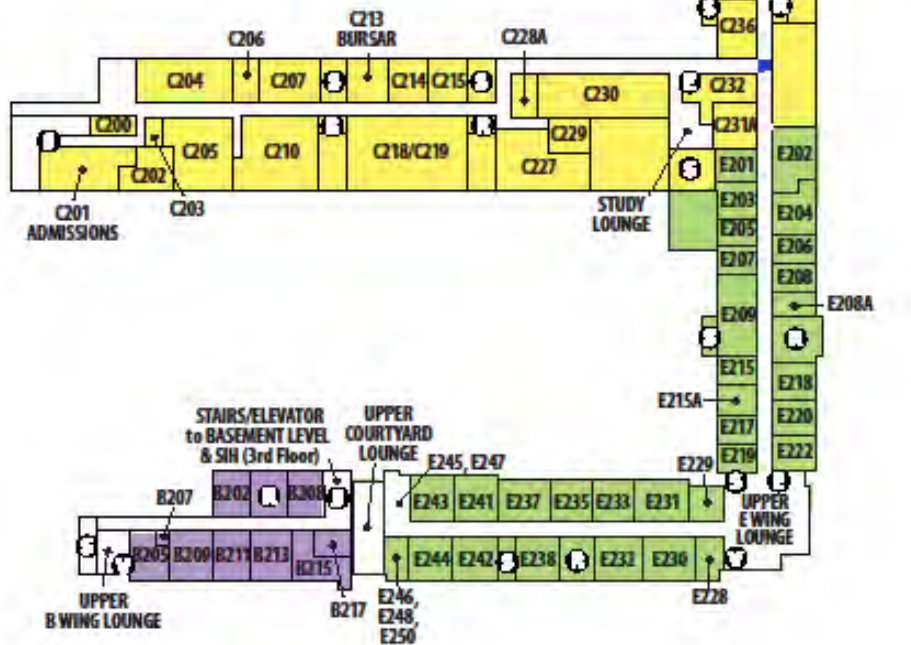 C236
C213
BURSAR
C206
C228A
C204
C207
C214
C215
C230
C232
C231A
C200
C205
C210
C218/C219
C229
C227
C202
C203
C201
ADMISSIONS
STUDY
LOUNGE
E201
E202
E203
E204
E205
E206
E207
E208
E208A
E209
E215
E218
E215A
E220
E217
E222
E219
STAIRS/ELEVATOR
to BASEMENT LEVEL
& SIH (3rd Floor)
UPPER
COURTYARD
LOUNGE
E245, E247
E229
B207
B202
B208
E243
E241
E237
E235
E233
E231
UPPER
E WING
LOUNGE
B205
B209
B211
B213
B215
E244
E242
E238
E232
E230
UPPER
B WING LOUNGE
B217
E246,
E248,
E250
E228